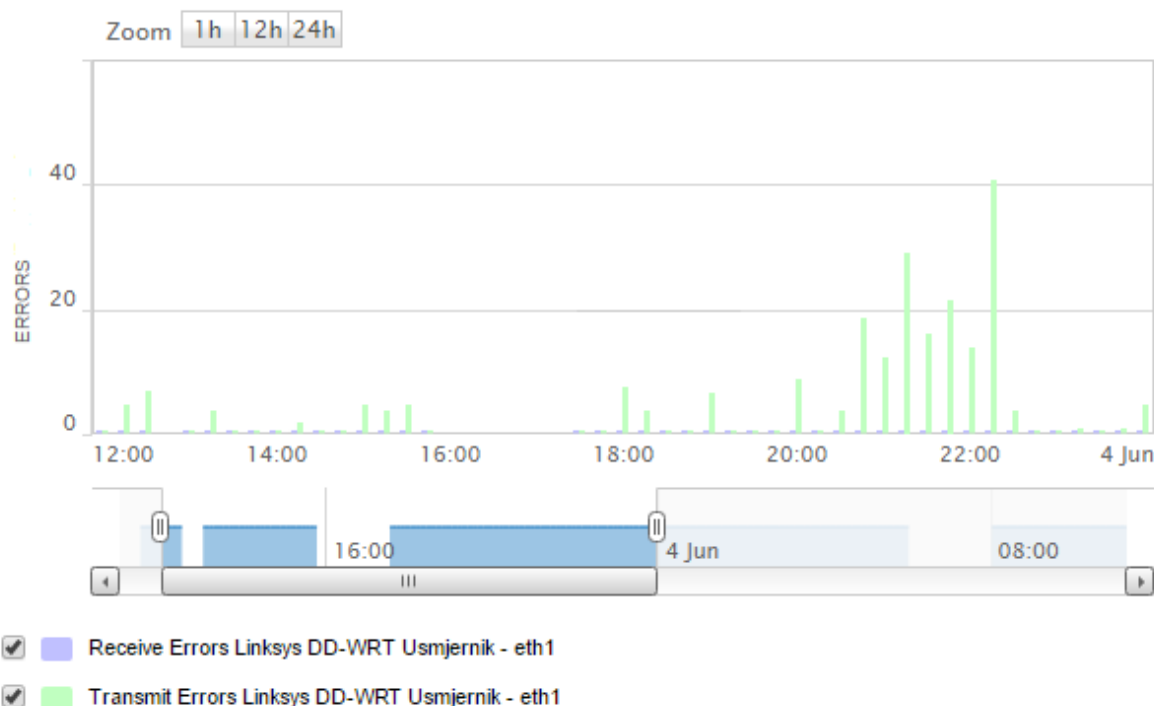 Zoom 1h 12h 24h
40
20
0
ERRORS
12:00 14:00 16:00 18:00 20:00 22:00 4 Jun
16:00 4 Jun 08:00
Receive Errors Linksys DD-WRT Usmjernik - eth1
Transmit Errors Linksys DD-WRT Usmjernik - eth1